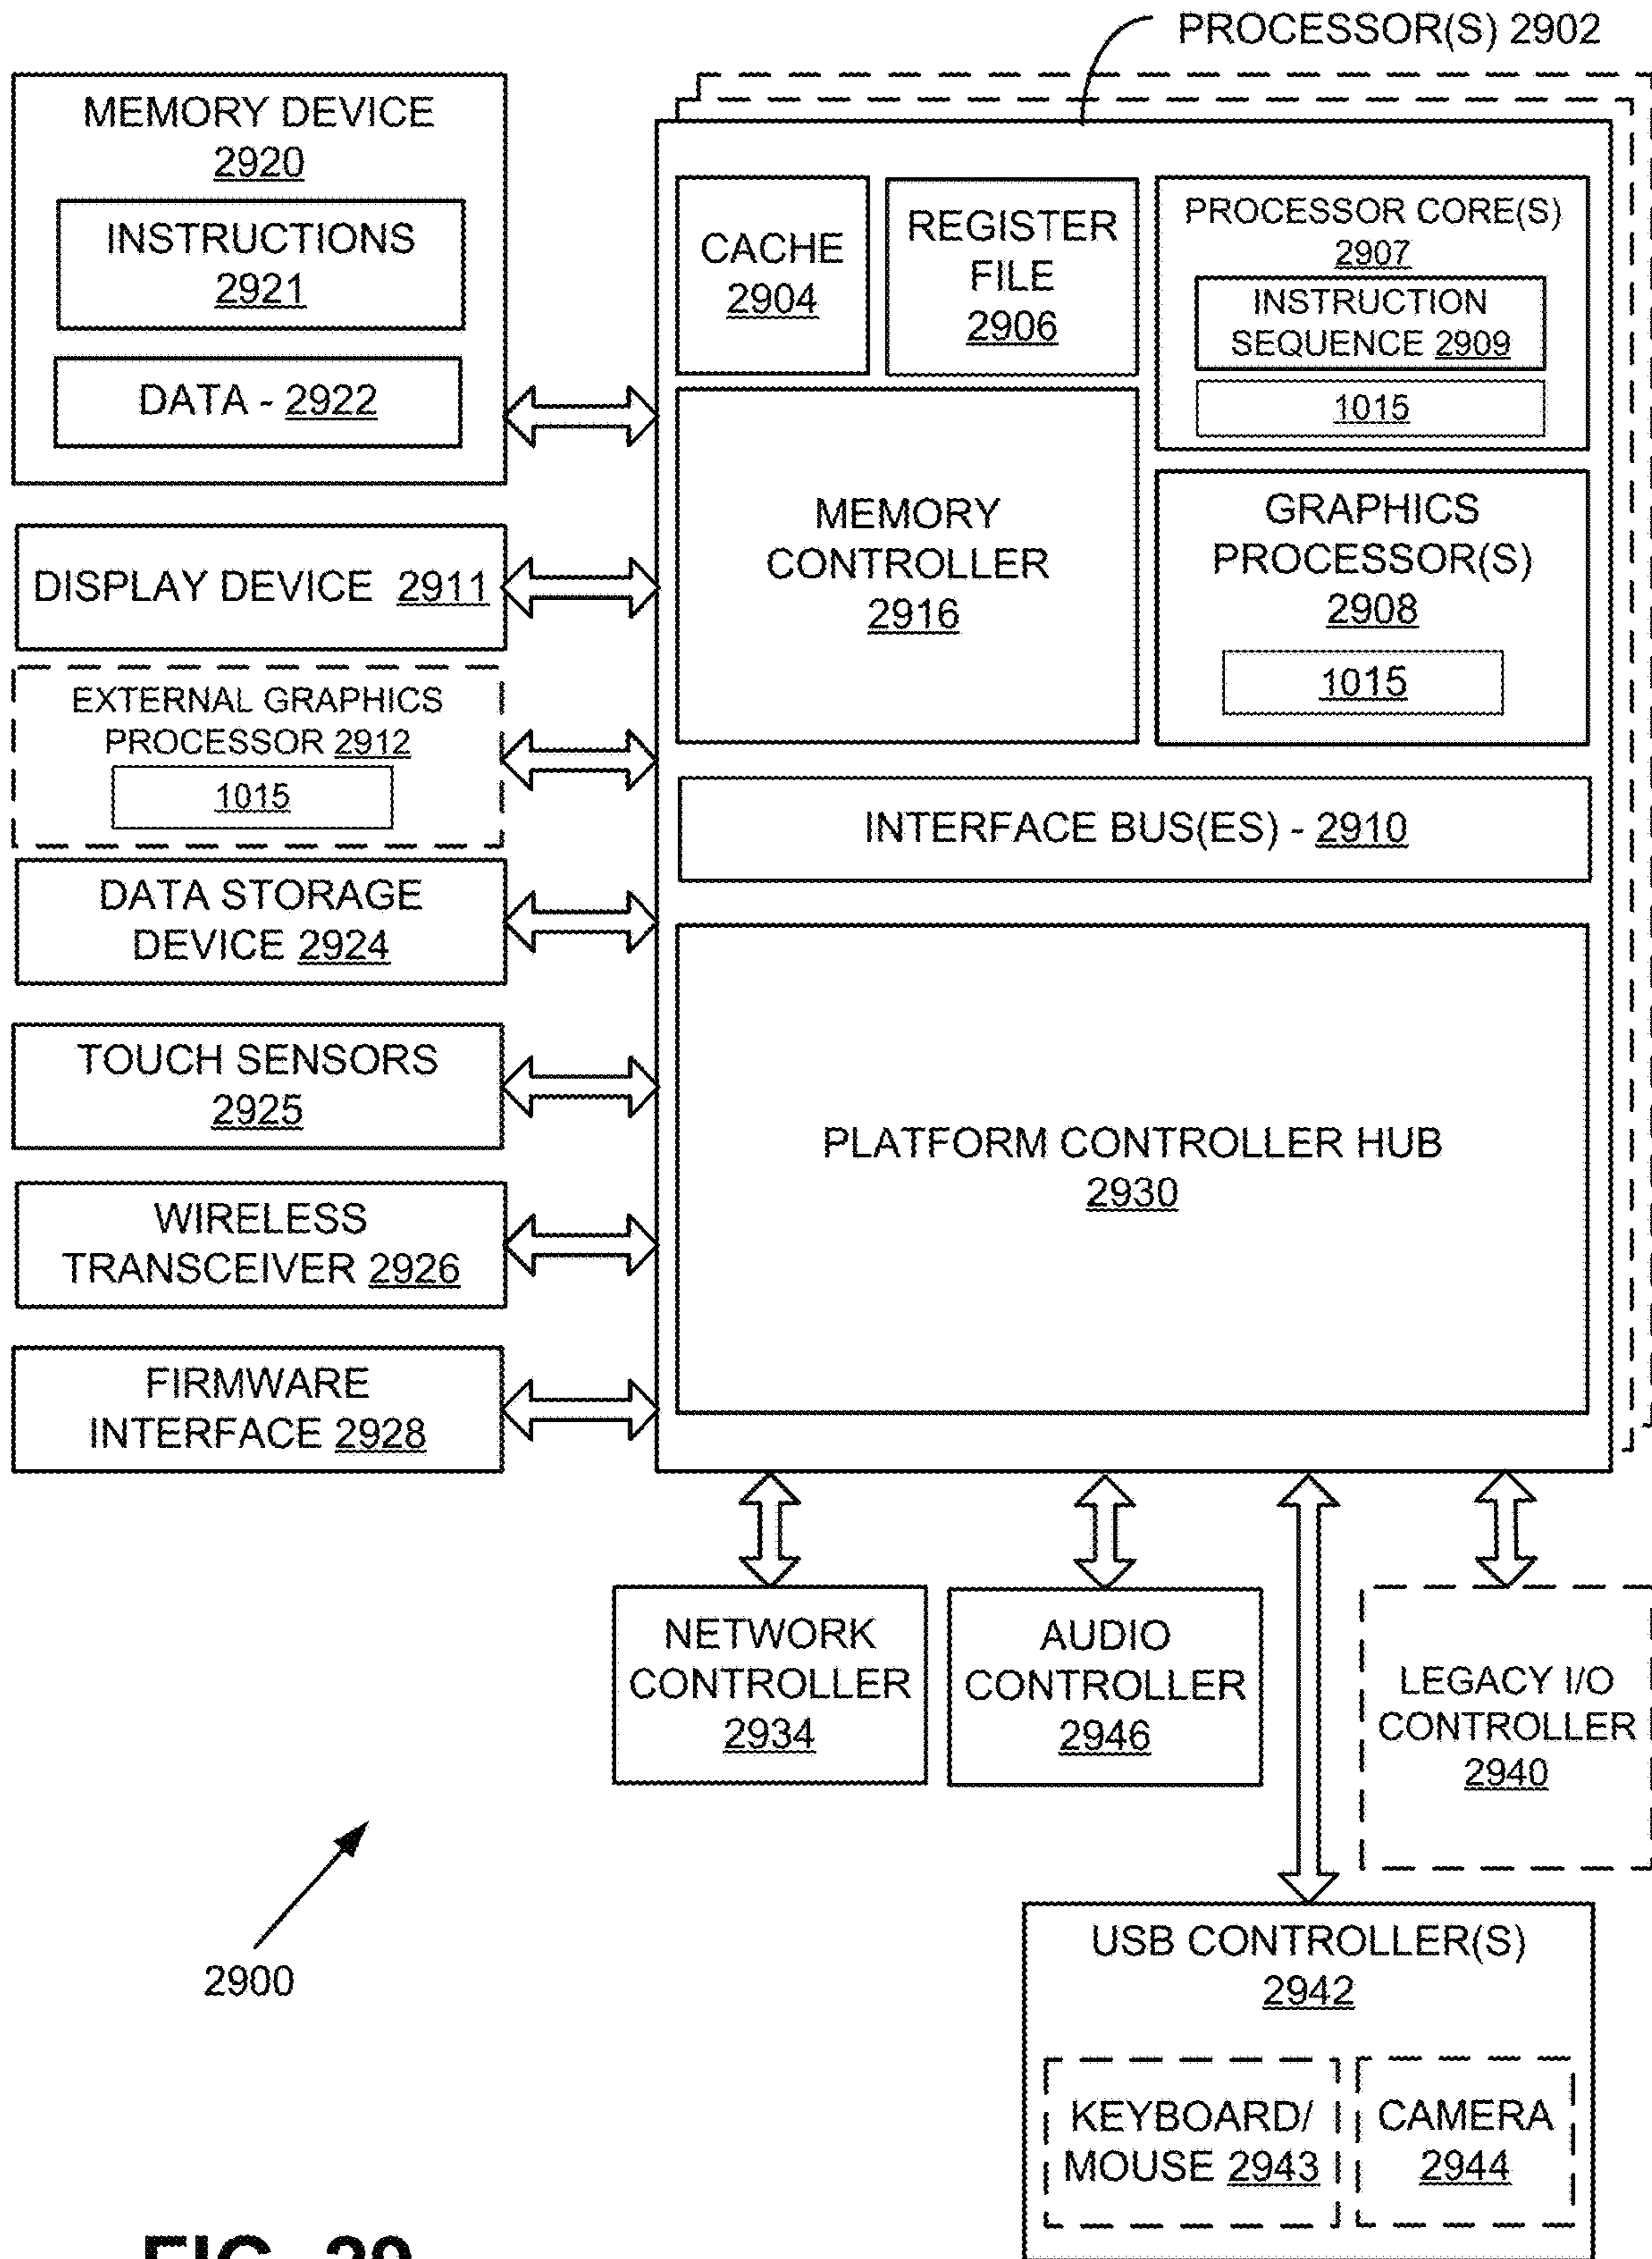 PROCESSOR(S) 2902
MEMORY DEVICE
2920
INSTRUCTIONS
2921
DATA - 2922
DISPLAY DEVICE 2911
EXTERNAL GRAPHICS
PROCESSOR 2912
1015
DATA STORAGE
DEVICE 2924
TOUCH SENSORS
2925
WIRELESS
TRANSCEIVER 2926
FIRMWARE
INTERFACE 2928
CACHE
2904
REGISTER
FILE
2906
PROCESSOR CORE(S)
2907
INSTRUCTION
SEQUENCE 2909
1015
MEMORY
CONTROLLER
2916
GRAPHICS
PROCESSOR(S)
2908
1015
INTERFACE BUS(ES) - 2910
PLATFORM CONTROLLER HUB
2930
NETWORK
CONTROLLER
2934
AUDIO
CONTROLLER
2946
LEGACY I/O
CONTROLLER
2940
2900
USB CONTROLLER(S)
2942
KEYBOARD/
MOUSE 2943
CAMERA
2944
FIG. 29